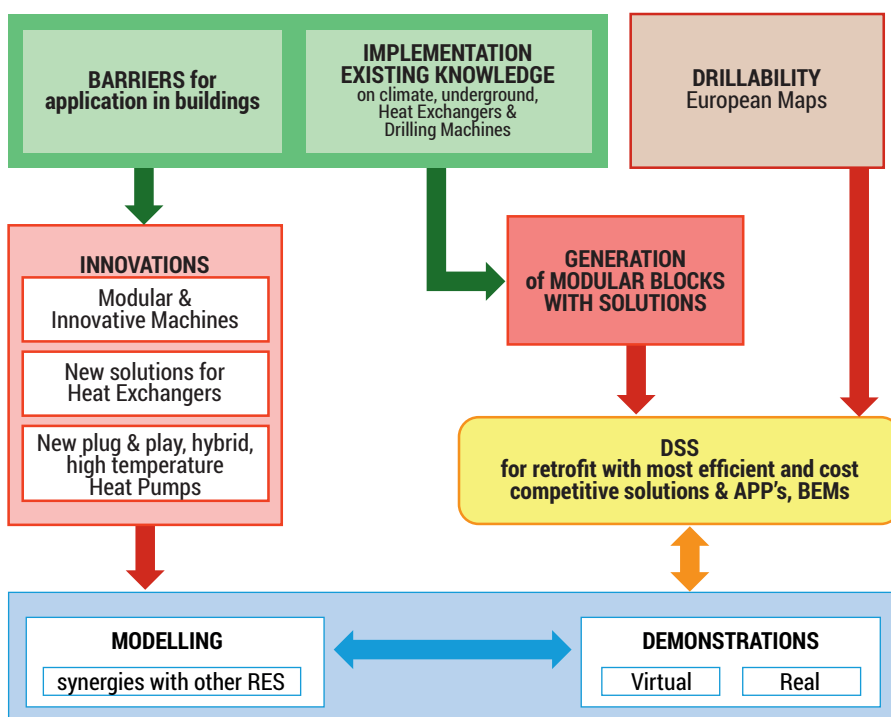 BARRIERS for
application in buildings
IMPLEMENTATION
EXISTING KNOWLEDGE
on climate, underground,
Heat Exchangers &
Drilling Machines
DRILLABILITY
European Maps
INNOVATIONS
Modular &
Innovative Machines
New solutions for
Heat Exchangers
New plug & play, hybrid,
high temperature
Heat Pumps
GENERATION
of MODULAR BLOCKS
WITH SOLUTIONS
DSS
for retrofit with most efficient and cost
competitive solutions & APP's, BEMs
MODELLING
synergies with other RES
DEMONSTRATIONS
Virtual
Real